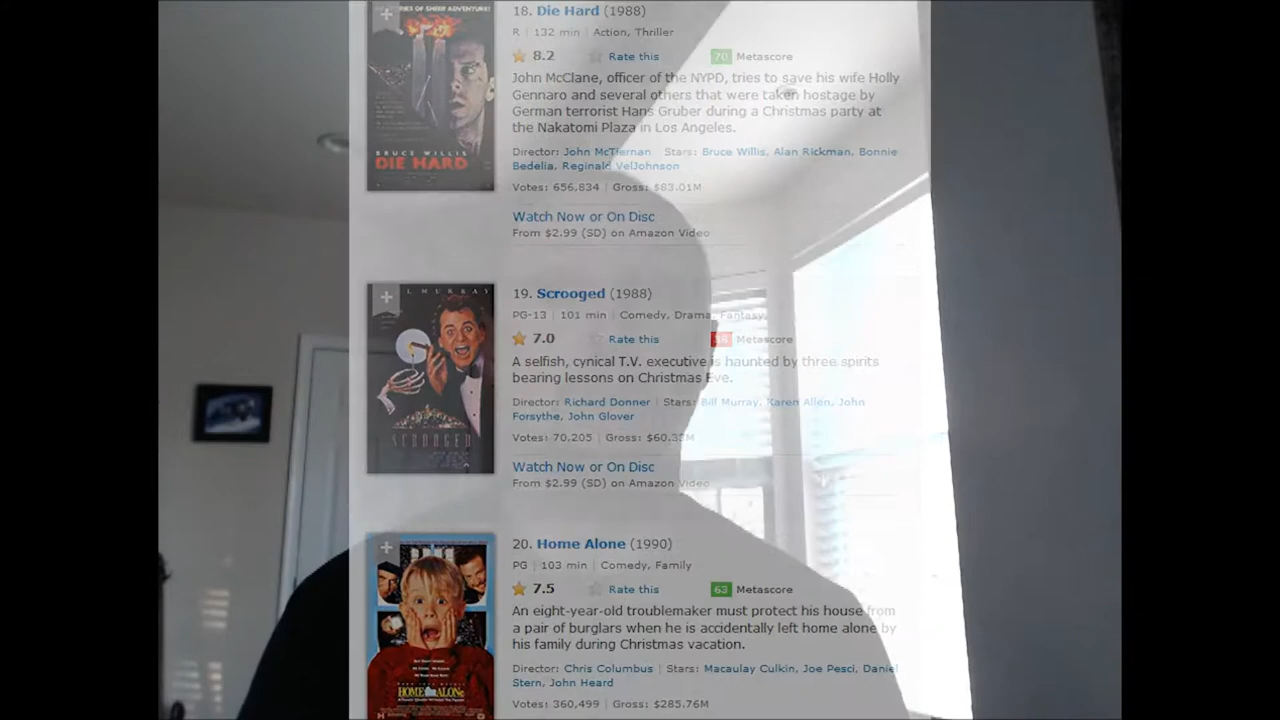 18. Die Hard (1988)
R | 132 min | Action, Thriller
8.2 Rate this 70 Metascore
John McClane, officer of the NYPD, tries to save his wife Holly
Gennaro and several others that were taken hostage by
German terrorist Hans Gruber during a Christmas party at
the Nakatomi Plaza in Los Angeles.
Director: John McTiernan | Stars: Bruce Willis, Alan Rickman, Bonnie
Bedelia, Reginald VelJohnson
Votes: 656,834 | Gross: $83.01M
Watch Now or On Disc
From $2.99 (SD) on Amazon Video
BRUCE WILLIS
DIE HARD
19. Scrooged (1988)
PG-13 | 101 min | Comedy, Drama, Fantasy
7.0 Rate this 38 Metascore
A selfish, cynical T.V. executive is haunted by three spirits
bearing lessons on Christmas Eve.
Director: Richard Donner | Stars: Bill Murray, Karen Allen, John
Forsythe, John Glover
Votes: 70,205 | Gross: $60.33M
Watch Now or On Disc
From $2.99 (SD) on Amazon Video
L MURRAY
SCROOGED
20. Home Alone (1990)
PG | 103 min | Comedy, Family
7.5 Rate this 63 Metascore
An eight-year-old troublemaker must protect his house from
a pair of burglars when he is accidentally left home alone by
his family during Christmas vacation.
Director: Chris Columbus | Stars: Macaulay Culkin, Joe Pesci, Daniel
Stern, John Heard
Votes: 360,499 | Gross: $285.76M
HOME ALONe